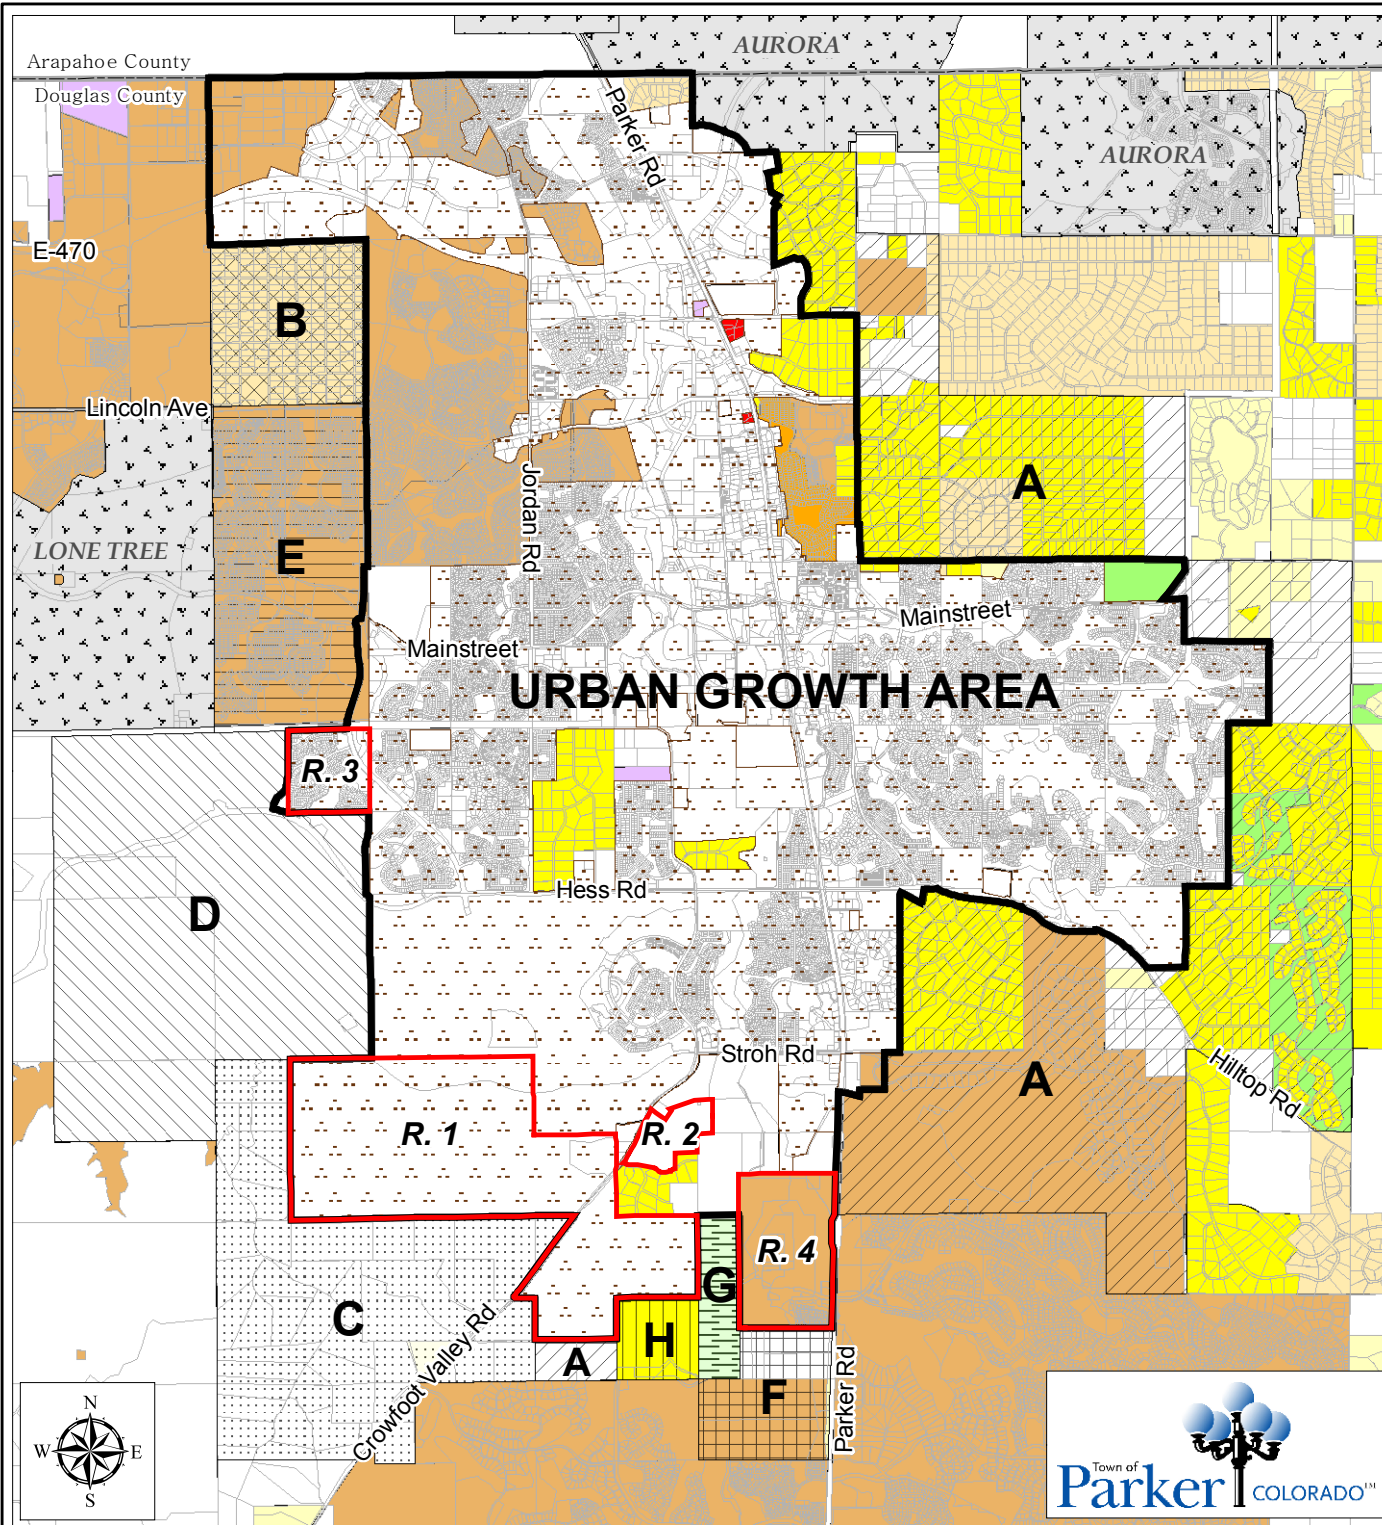 AURORA
Arapahoe County
Douglas County
Parker Rd
AURORA
E-470
B
Lincoln Ave
A
Jordan Rd
LONE TREE
E
Mainstreet
Mainstreet
URBAN GROWTH AREA
R. 3
Hess Rd
D
Stroh Rd
A
Hilltop Rd
R. 1
R. 2
R. 4
G
C
Crowfoot Valley Rd
H
A
F
Parker Rd
N
W E
S
Town of
Parker
COLORADO™